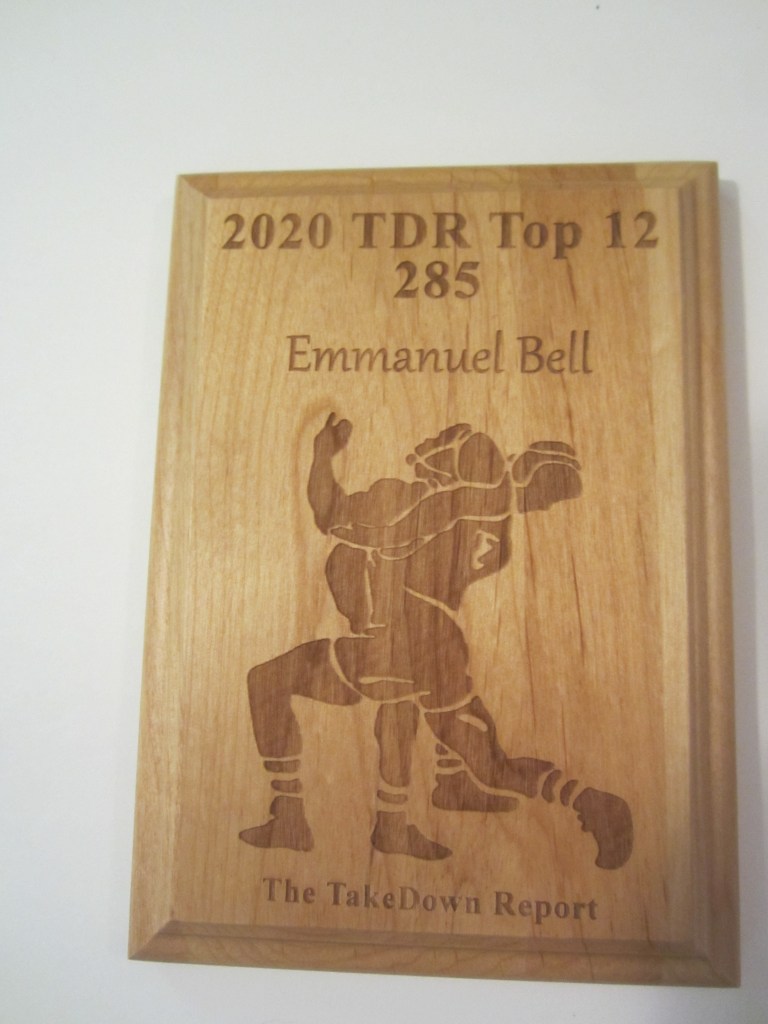 2020 TDR Top 12
285
Emmanuel Bell
The TakeDown Report